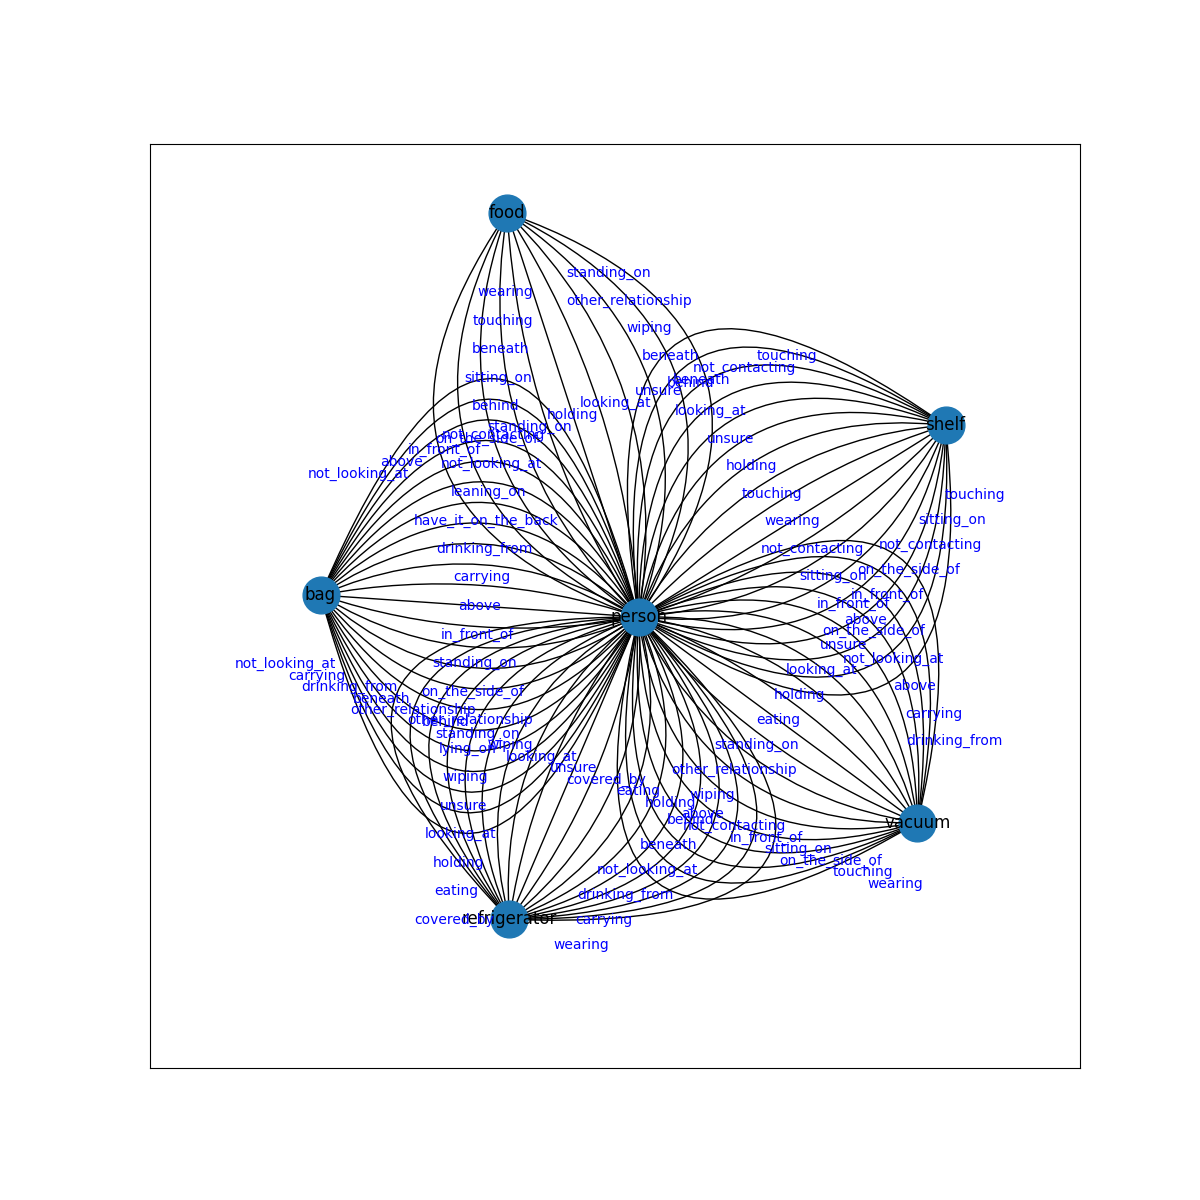 food
standing_on
wearing
other_relationship
touching
wiping
beneath
beneath
touching
not_contacting
sitting_on
beneath
behind
unsure
looking_at
behind
looking_at
holding
shelf
standing_on
not_contacting
on_the_side_of
unsure
in_front_of
above
not_looking_at
holding
not_looking_at
leaning_on
touching
touching
have_it_on_the_back
wearing
sitting_on
drinking_from
not_contacting
not_contacting
carrying
sitting_on
on_the_side_of
bag
in_front_of
above
in_front_of
person
above
in_front_of
on_the_side_of
unsure
not_looking_at
standing_on
not_looking_at
looking_at
carrying
drinking_from
on_the_side_of
above
holding
beneath
other_relationship
carrying
other_relationship
behind
eating
standing_on
drinking_from
wiping
lying_on
standing_on
looking_at
unsure
other_relationship
wiping
covered_by
eating
wiping
unsure
holding
above
behind
vacuum
not_contacting
looking_at
in_front_of
beneath
sitting_on
holding
on_the_side_of
not_looking_at
touching
eating
drinking_from
wearing
covered_by
refrigerator
carrying
wearing